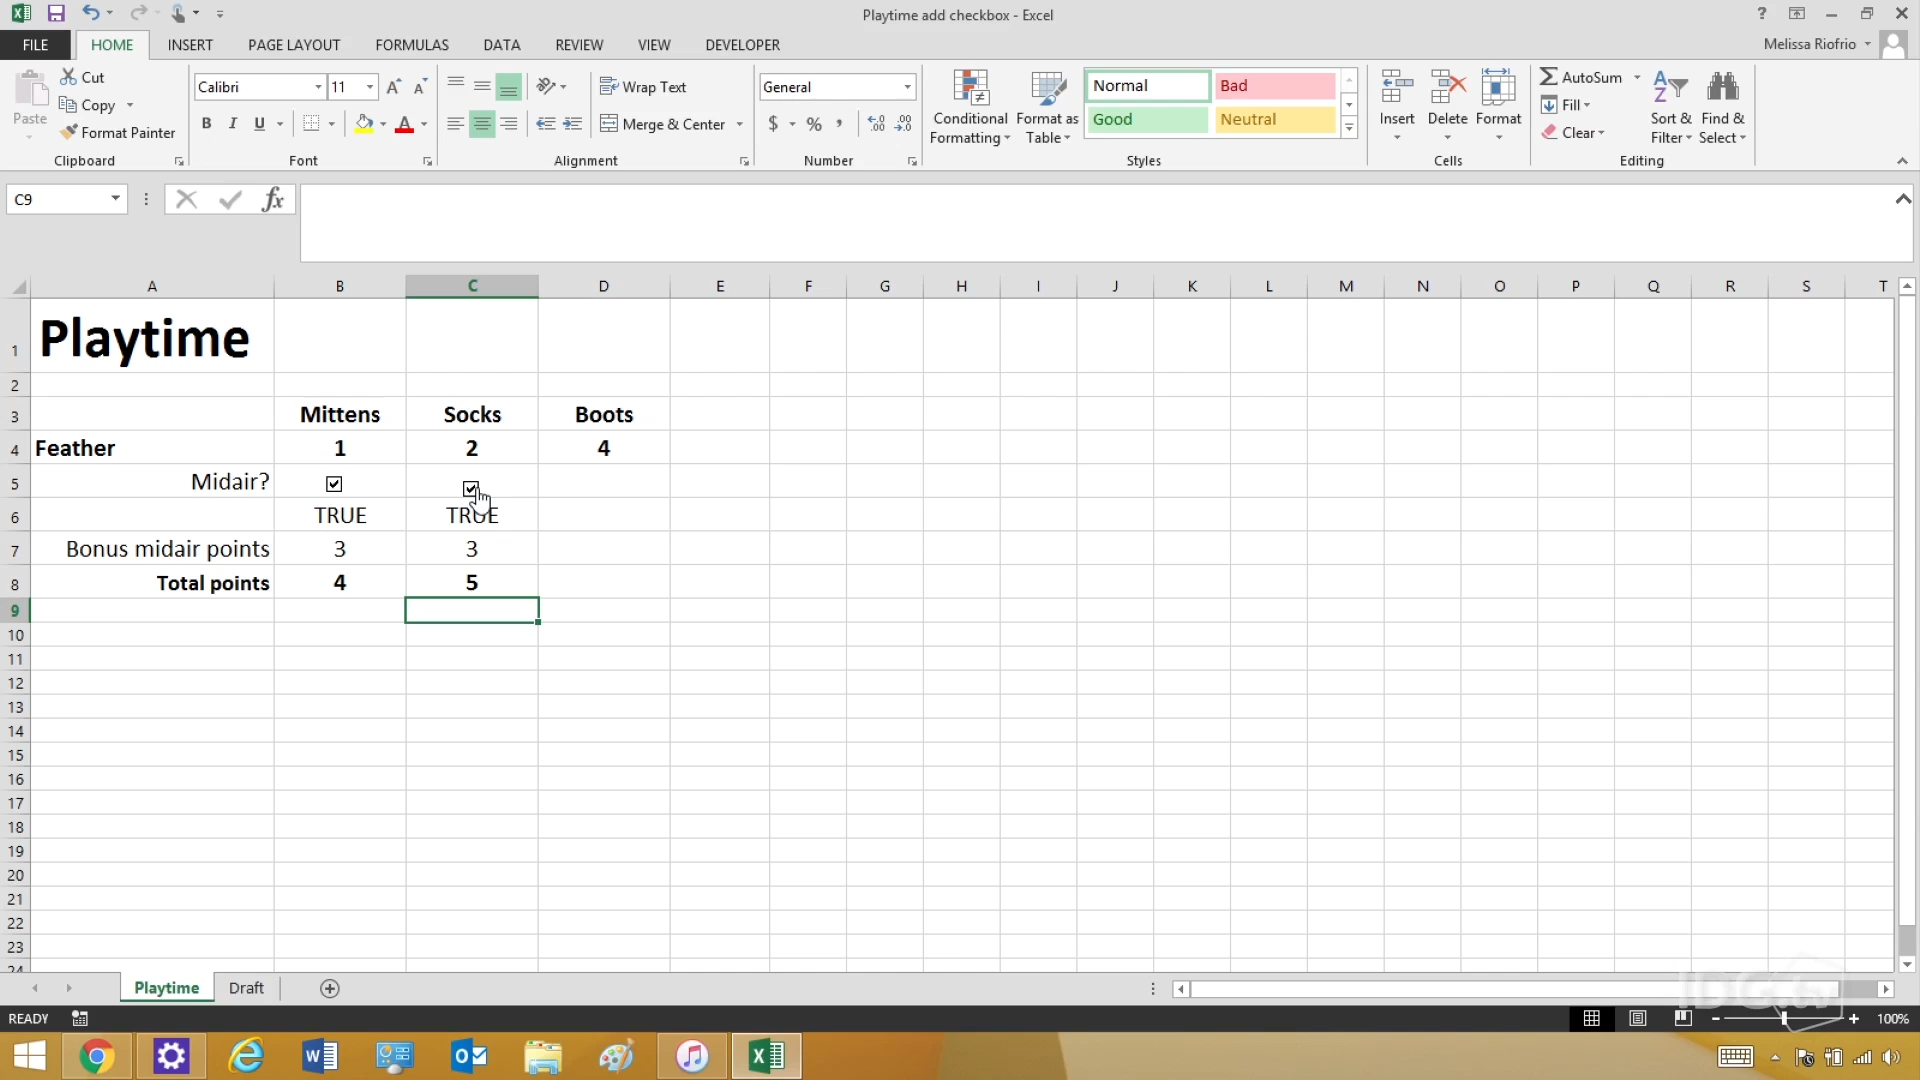 Playtime add checkbox - Excel
?
FILE HOME INSERT PAGE LAYOUT FORMULAS DATA REVIEW VIEW DEVELOPER Melissa Riofrio
Paste
Cut
Copy
Format Painter
Clipboard
Calibri 11
B I U A
Font
Wrap Text
Merge & Center
Alignment
General
$ % ,
Number
Conditional Formatting
Format as Table
Normal Bad
Good Neutral
Styles
Insert Delete Format
Cells
AutoSum
Fill
Clear
Sort & Filter
Find & Select
Editing
C9 fx
A B C D E F G H I J K L M N O P Q R S T
1 Playtime
2
3 Mittens Socks Boots
4 Feather 1 2 4
5 Midair?
6 TRUE TRUE
7 Bonus midair points 3 3
8 Total points 4 5
9
10
11
12
13
14
15
16
17
18
19
20
21
22
23
24
Playtime Draft
IDG.tv
READY 100%